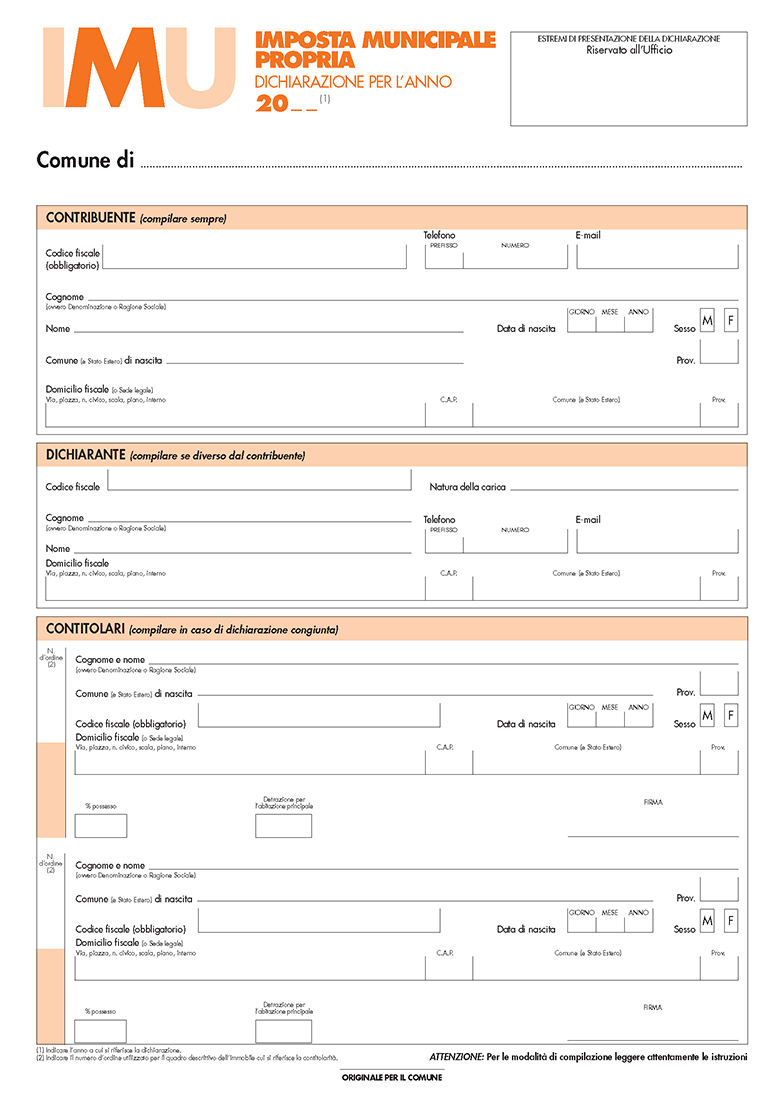 IMU
IMPOSTA MUNICIPALE
PROPRIA
DICHIARAZIONE PER L'ANNO
20_ _ (1)
ESTREMI DI PRESENTAZIONE DELLA DICHIARAZIONE
Riservato all'Ufficio
Comune di
CONTRIBUENTE (compilare sempre)
Telefono E-mail
PREFISSO NUMERO
Codice fiscale
(obbligatorio)
Cognome
(ovvero Denominazione o Ragione Sociale)
GIORNO MESE ANNO
Nome Data di nascita Sesso M F
Comune (e Stato Estero) di nascita Prov.
Domicilio fiscale (o Sede legale)
Via, piazza, n. civico, scala, piano, interno C.A.P. Comune (e Stato Estero) Prov.
DICHIARANTE (compilare se diverso dal contribuente)
Codice fiscale Natura della carica
Cognome Telefono E-mail
(ovvero Denominazione o Ragione Sociale) PREFISSO NUMERO
Nome
Domicilio fiscale
Via, piazza, n. civico, scala, piano, interno C.A.P. Comune (e Stato Estero) Prov.
CONTITOLARI (compilare in caso di dichiarazione congiunta)
N.
d'ordine
(2)
Cognome e nome
(ovvero Denominazione o Ragione Sociale)
Comune (e Stato Estero) di nascita Prov.
GIORNO MESE ANNO
Codice fiscale (obbligatorio) Data di nascita Sesso M F
Domicilio fiscale (o Sede legale)
Via, piazza, n. civico, scala, piano, interno C.A.P. Comune (e Stato Estero) Prov.
% possesso Detrazione per
l'abitazione principale FIRMA
N.
d'ordine
(2)
Cognome e nome
(ovvero Denominazione o Ragione Sociale)
Comune (e Stato Estero) di nascita Prov.
GIORNO MESE ANNO
Codice fiscale (obbligatorio) Data di nascita Sesso M F
Domicilio fiscale (o Sede legale)
Via, piazza, n. civico, scala, piano, interno C.A.P. Comune (e Stato Estero) Prov.
% possesso Detrazione per
l'abitazione principale FIRMA
(1) Indicare l'anno a cui si riferisce la dichiarazione.
(2) Indicare il numero d'ordine utilizzato per il quadro descrittivo dell'immobile cui si riferisce la contitolarità.
ATTENZIONE: Per le modalità di compilazione leggere attentamente le istruzioni
ORIGINALE PER IL COMUNE